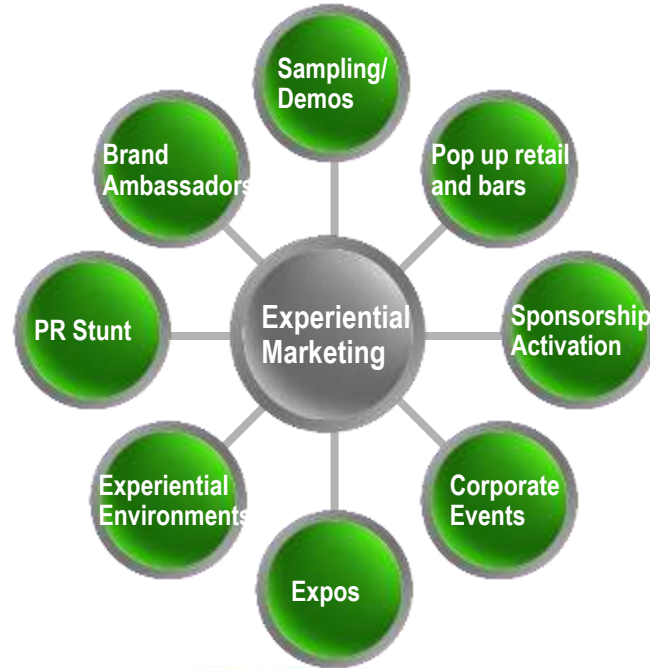 Sampling/
Demos
Brand
Ambassadors
Pop up retail
and bars
PR Stunt
Experiential
Marketing
Sponsorship
Activation
Experiential
Environments
Corporate
Events
Expos